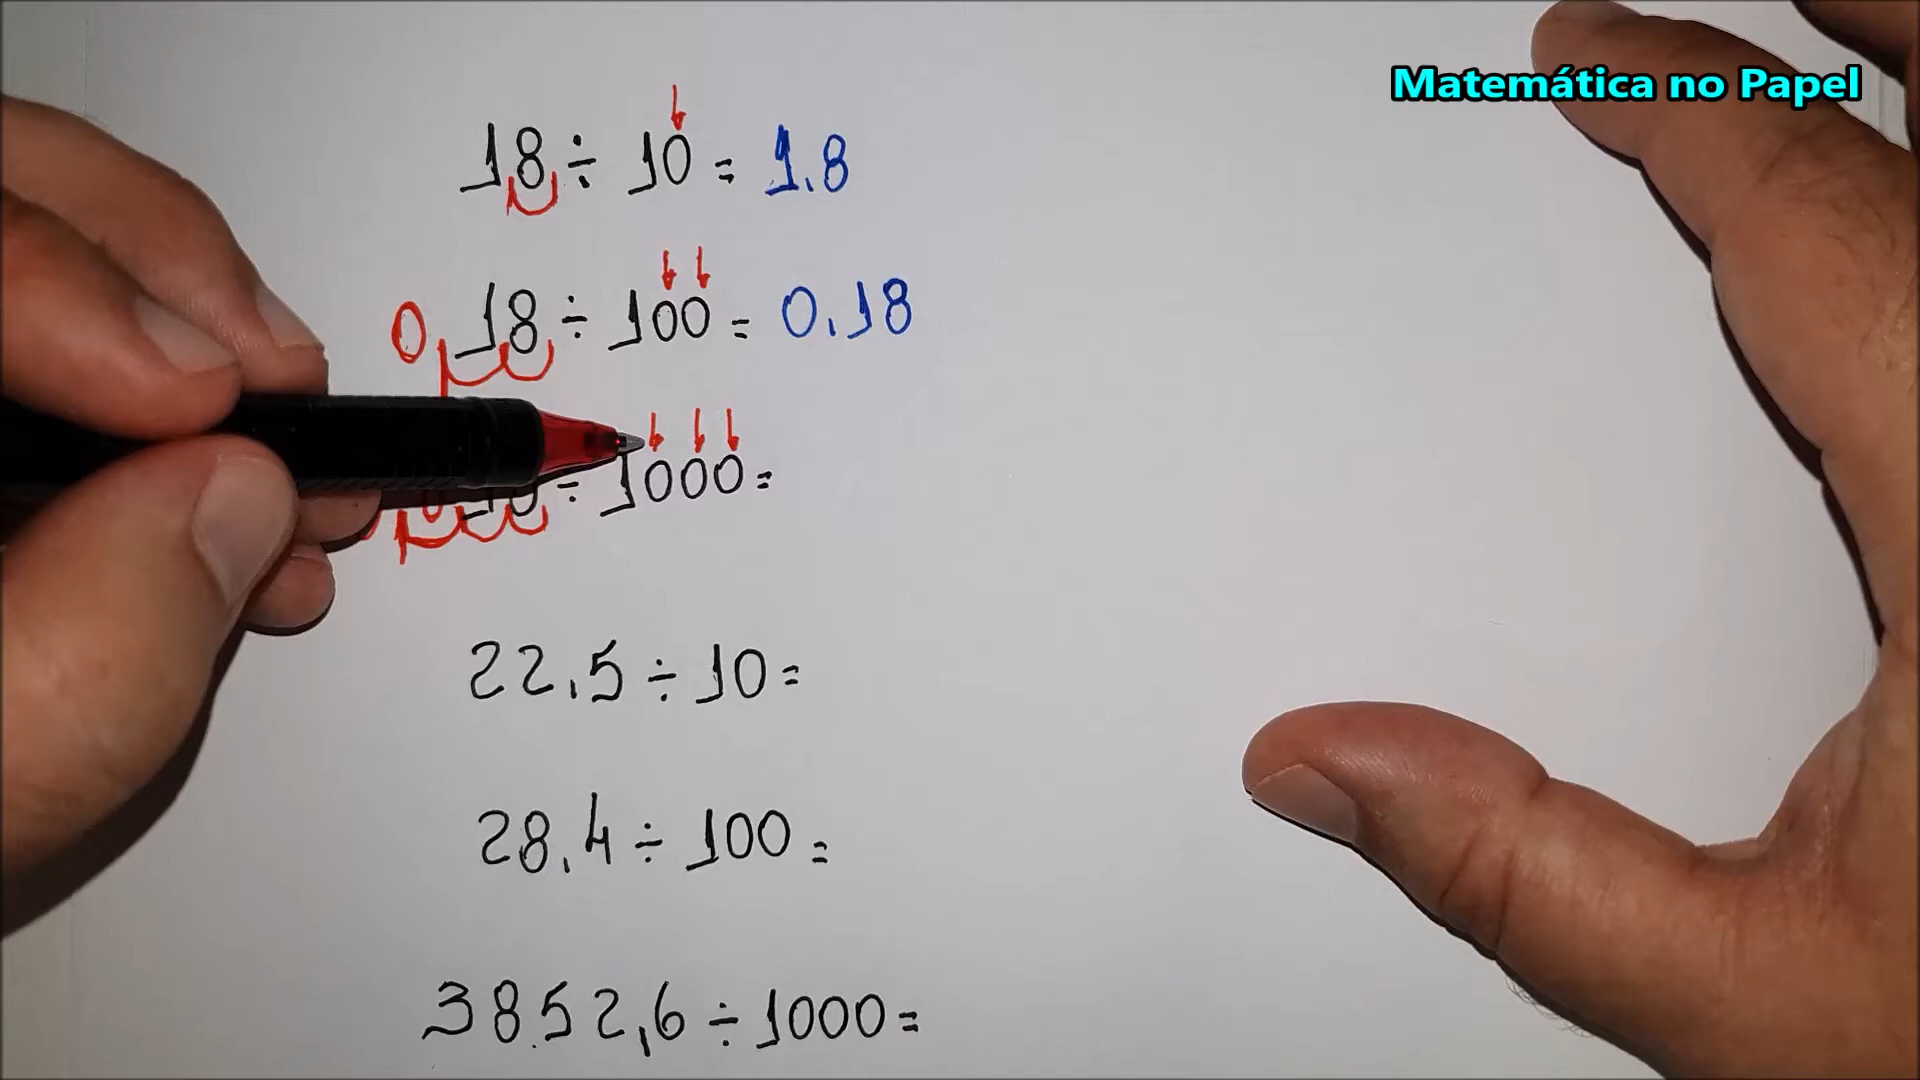 Matemática no Papel
18 ÷ 10 = 1,8
0,18 ÷ 100 = 0,18
÷ 1000 =
22,5 ÷ 10 =
28,4 ÷ 100 =
3852,6 ÷ 1000 =